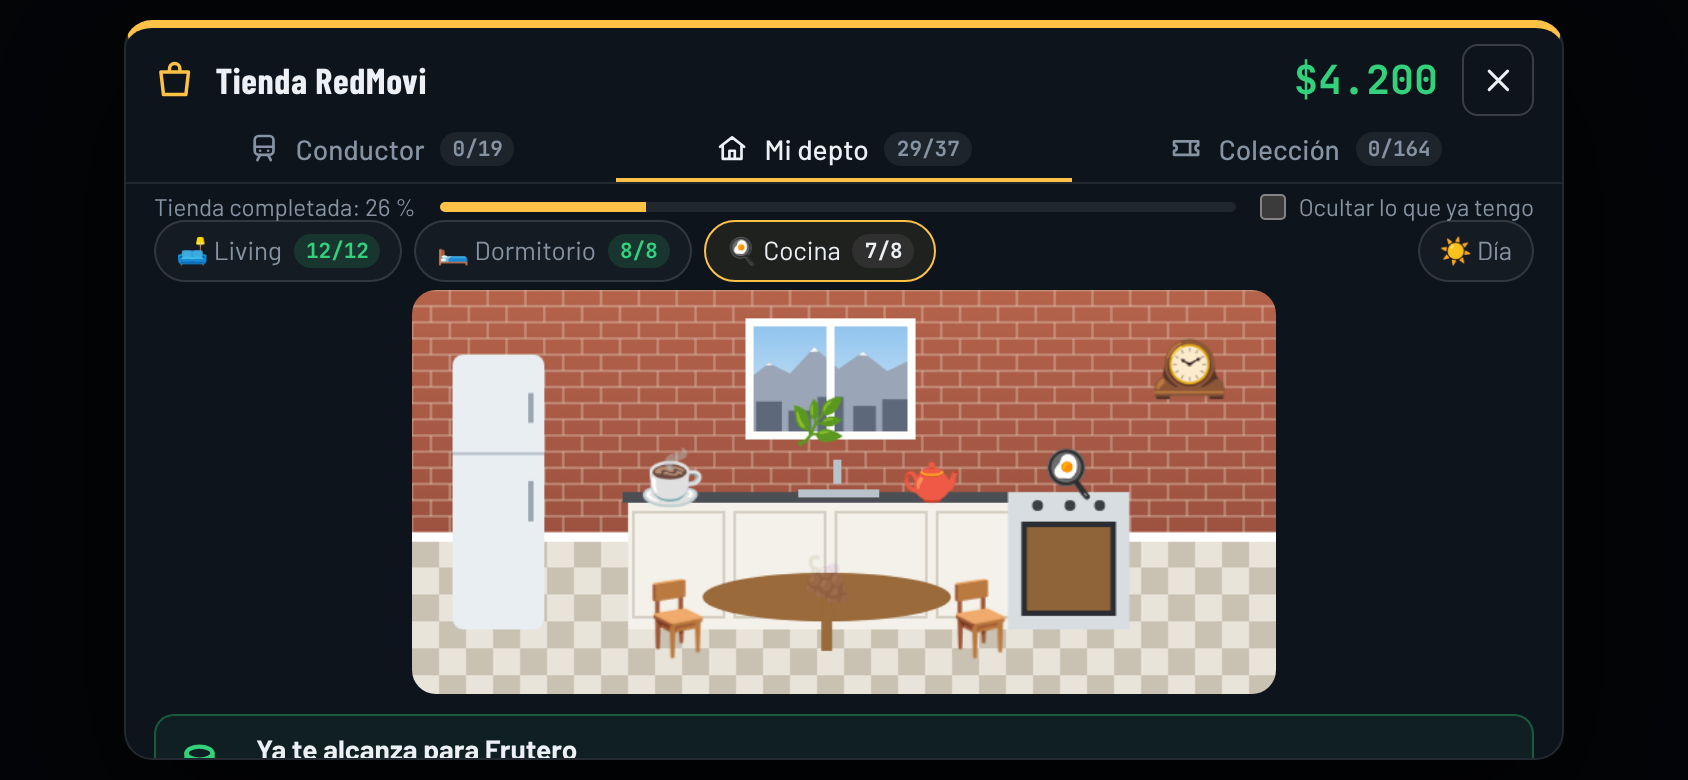 Tienda RedMovi
$4.200
Conductor 0/19
Mi depto 29/37
Colección 0/164
Tienda completada: 26 %
Ocultar lo que ya tengo
Living 12/12
Dormitorio 8/8
Cocina 7/8
Día
Ya te alcanza para Frutero